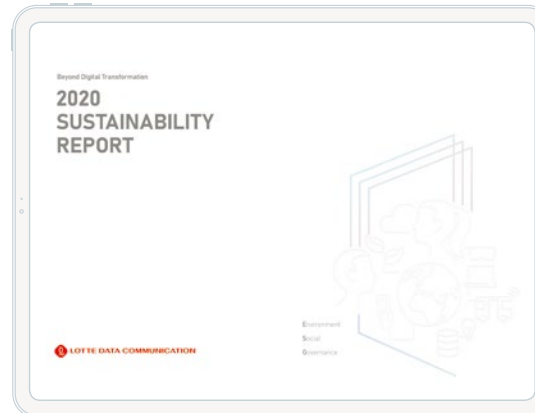 Beyond Digital Transformation
2020
SUSTAINABILITY
REPORT
Environment
Social
Governance
LOTTE DATA COMMUNICATION